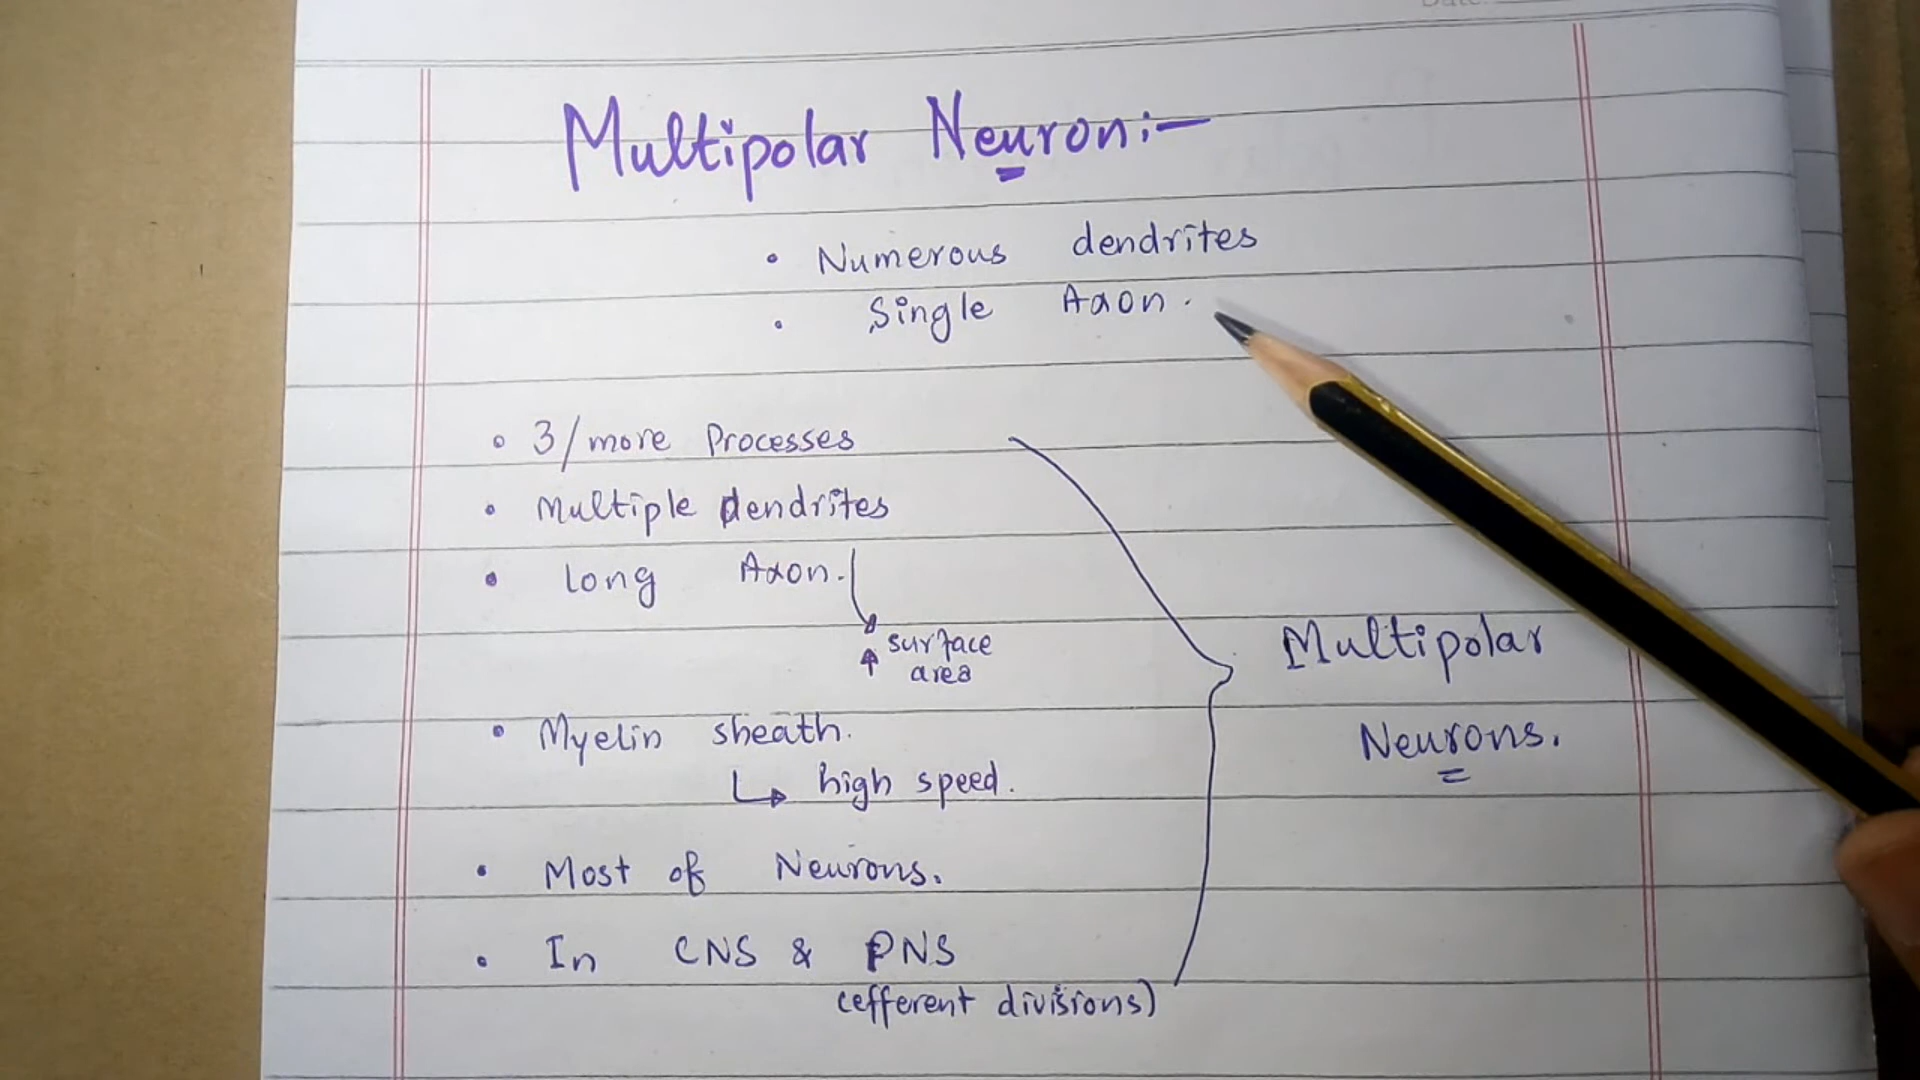 Multipolar Neuron:-
• Numerous dendrites
• Single Axon.
• 3/more Processes
• Multiple dendrites
• Long Axon.
↑ surface
area
• Myelin sheath.
↳ high speed.
• Most of Neurons.
• In CNS & PNS
(efferent divisions)
Multipolar
Neurons.